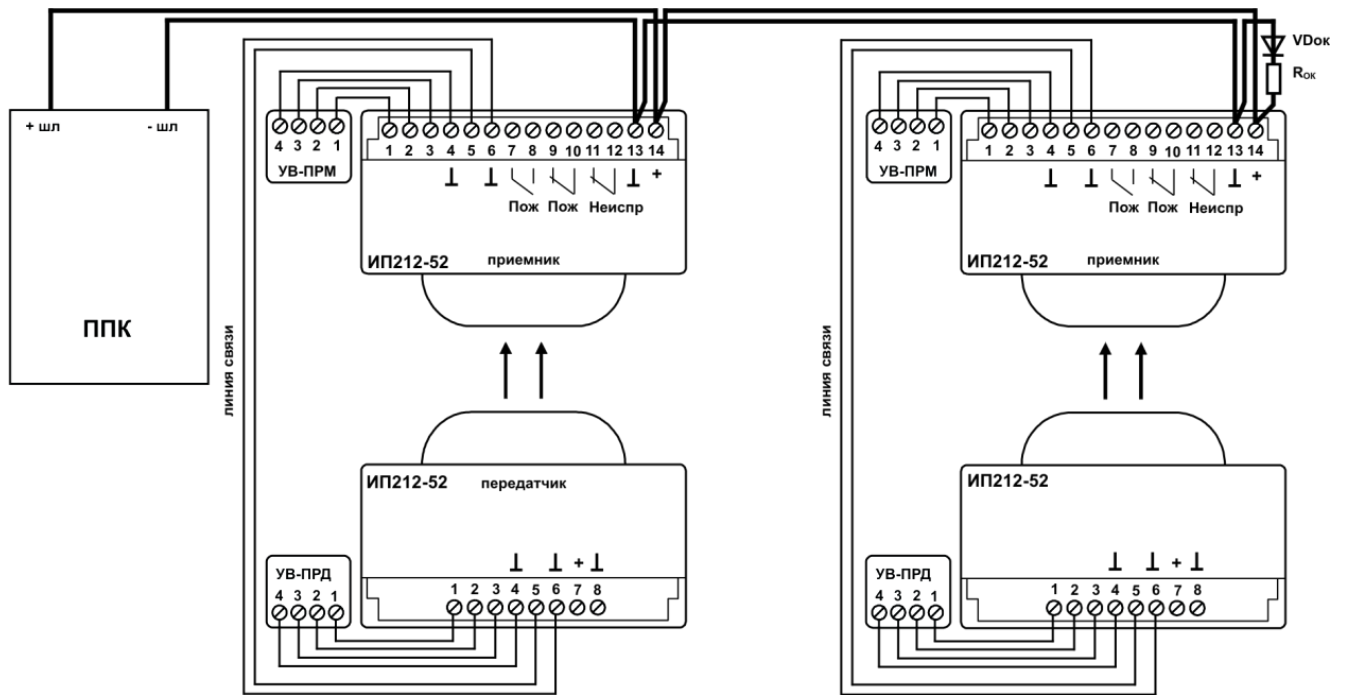 VDок
Rок
+ шл - шл
4 3 2 1
УВ-ПРМ
1 2 3 4 5 6 7 8 9 10 11 12 13 14
⊥ ⊥ ⊥ +
Пож Пож Неиспр
ИП212-52 приемник
4 3 2 1
УВ-ПРМ
1 2 3 4 5 6 7 8 9 10 11 12 13 14
⊥ ⊥ ⊥ +
Пож Пож Неиспр
ИП212-52 приемник
ППК
линия связи
линия связи
ИП212-52 передатчик
⊥ ⊥ + ⊥
УВ-ПРД
4 3 2 1
1 2 3 4 5 6 7 8
ИП212-52
⊥ ⊥ + ⊥
УВ-ПРД
4 3 2 1
1 2 3 4 5 6 7 8